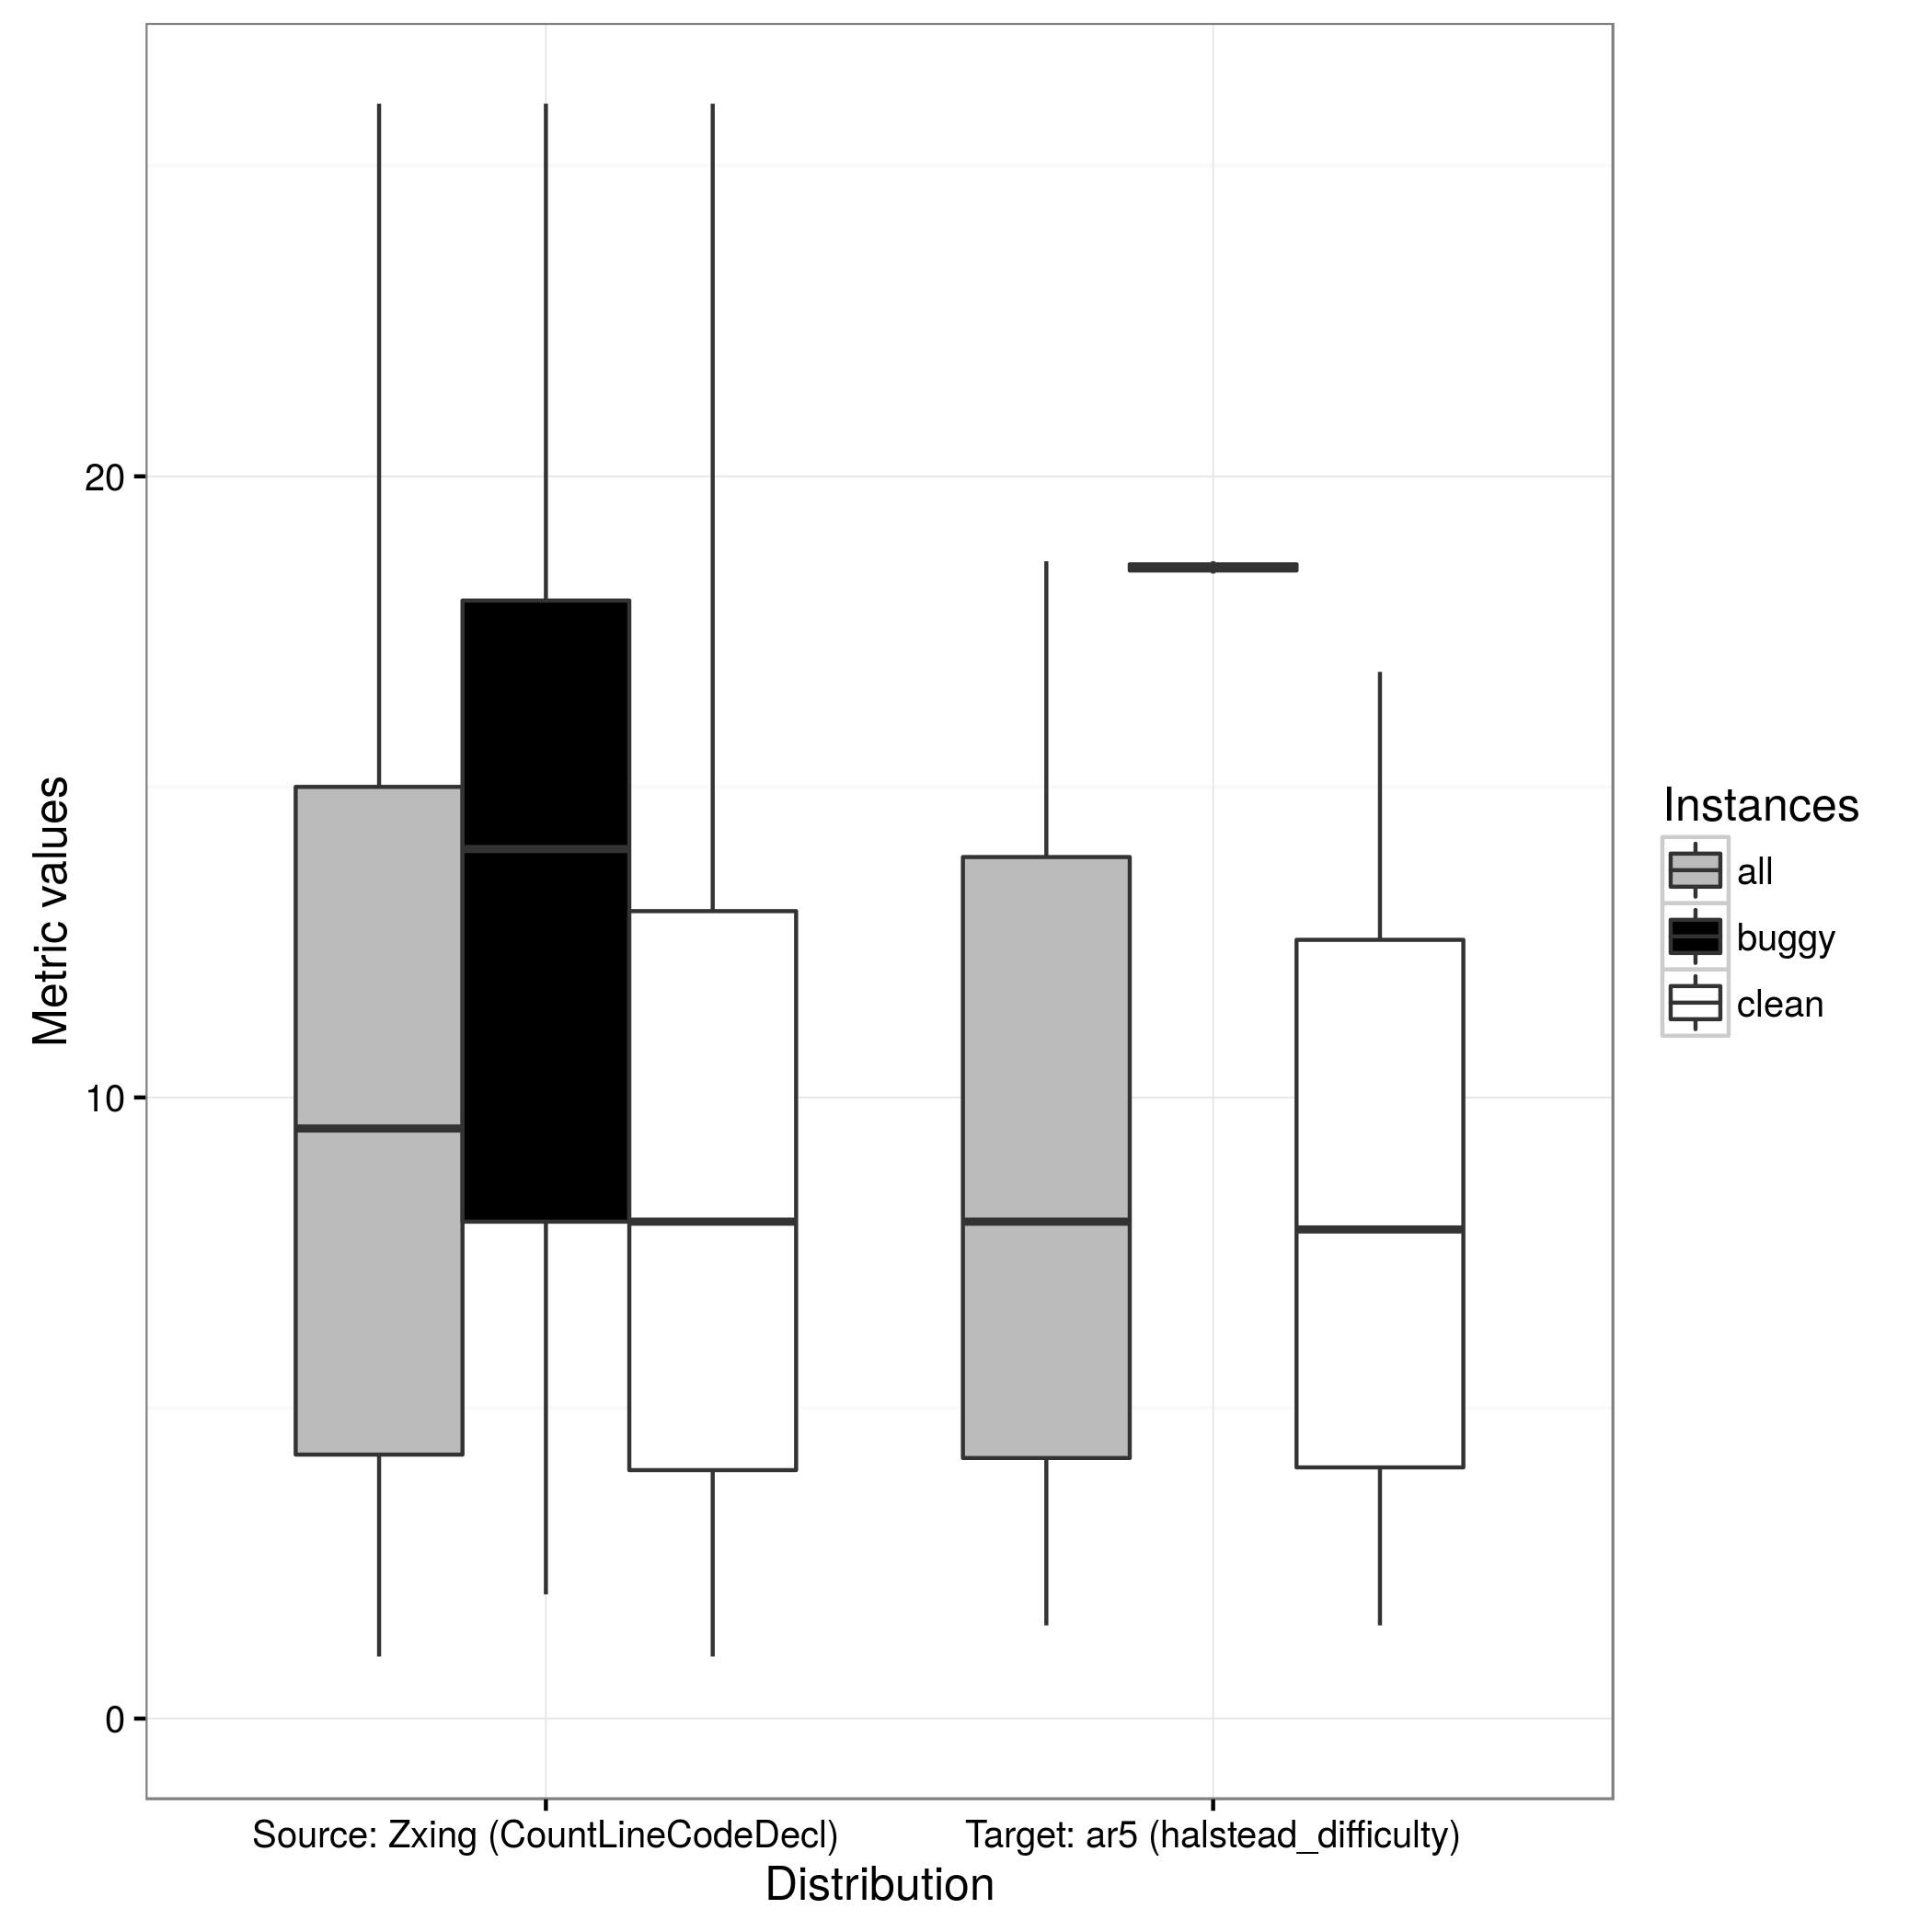 Metric values
20
10
0
Source: Zxing (CountLineCodeDecl)
Target: ar5 (halstead_difficulty)
Distribution
Instances
all
buggy
clean